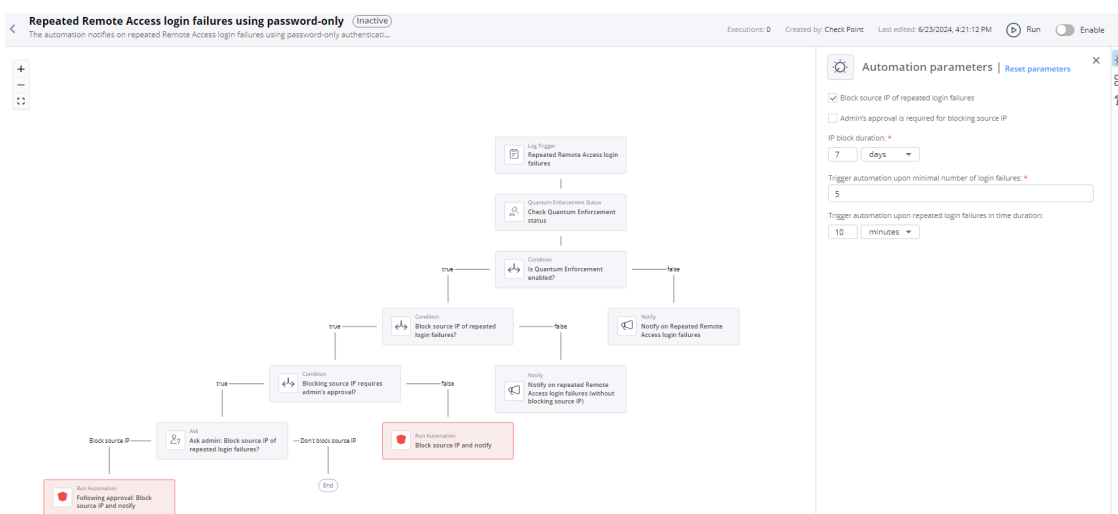 Repeated Remote Access login failures using password-only Inactive
The automation notifies on repeated Remote Access login failures using password-only authenticati...
Executions: 0 Created by: Check Point Last edited: 6/23/2024, 4:21:12 PM Run Enable
Automation parameters | Reset parameters
Block source IP of repeated login failures
Admin's approval is required for blocking source IP
IP block duration: *
7 days
Trigger automation upon minimal number of login failures: *
5
Trigger automation upon repeated login failures in time duration:
10 minutes
Log Trigger
Repeated Remote Access login
failures
Quantum Enforcement Status
Check Quantum Enforcement
status
Condition
Is Quantum Enforcement
enabled?
true
false
Condition
Block source IP of repeated
login failures?
Notify
Notify on Repeated Remote
Access login failures
true
false
Condition
Blocking source IP requires
admin's approval?
Notify
Notify on repeated Remote
Access login failures (without
blocking source IP)
true
false
Ask
Ask admin: Block source IP of
repeated login failures?
Run Automation
Block source IP and notify
Block source IP
Don't block source IP
Run Automation
Following approval: Block
source IP and notify
End